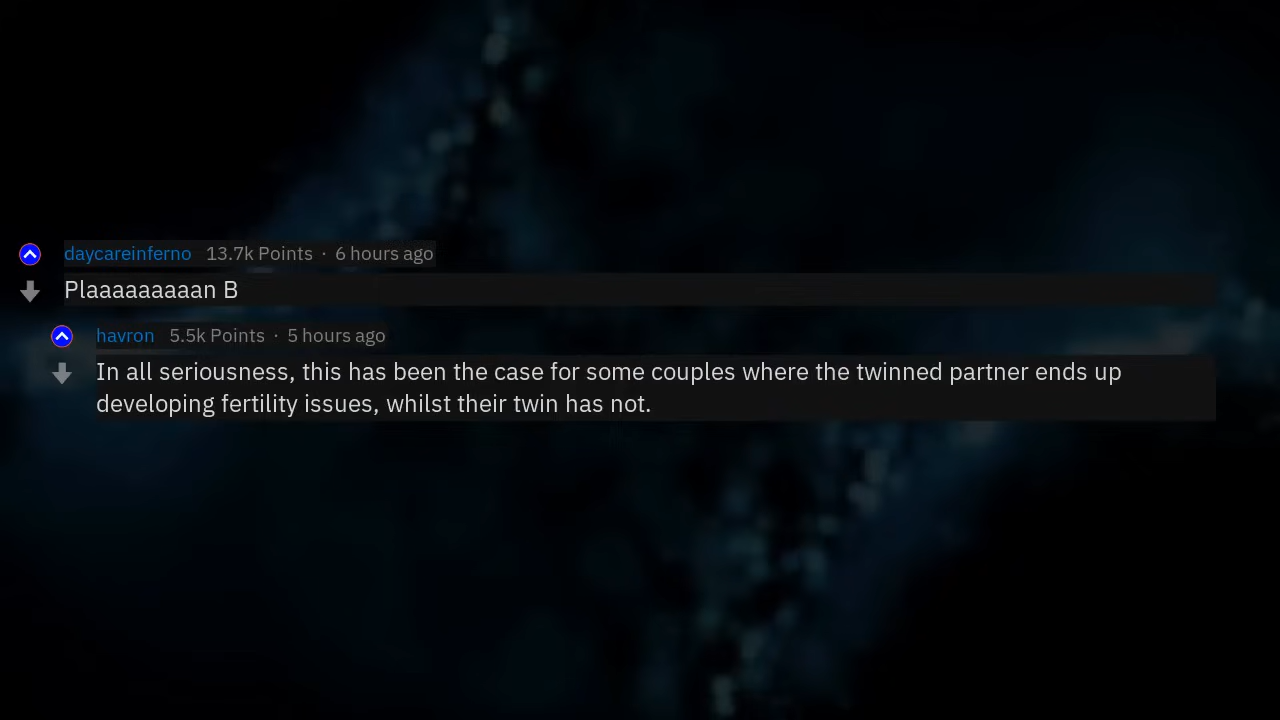 daycareinferno 13.7k Points · 6 hours ago
Plaaaaaaaaaan B
havron 5.5k Points · 5 hours ago
In all seriousness, this has been the case for some couples where the twinned partner ends up
developing fertility issues, whilst their twin has not.